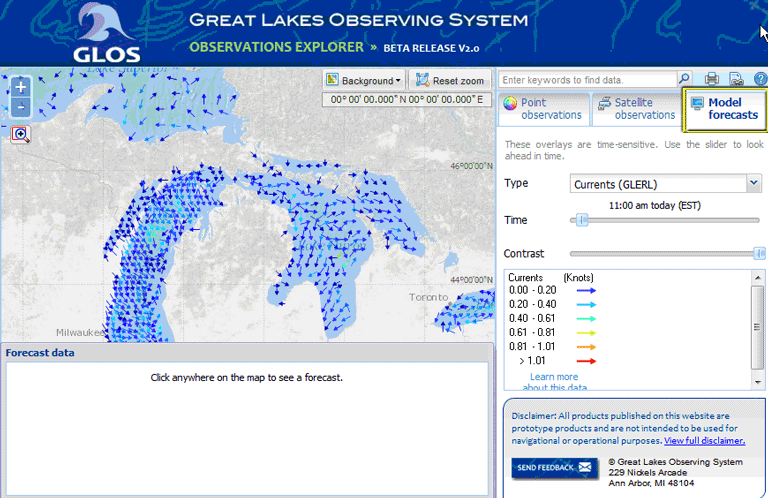 GREAT LAKES OBSERVING SYSTEM
OBSERVATIONS EXPLORER » BETA RELEASE V2.0
GLOS
Lake Superior
Background
Reset zoom
00° 00' 00.000" N 00° 00' 00.000" E
46°00'00"N
44°00'00"N
Toronto
Milwaukee
Enter keywords to find data.
Point
observations
Satellite
observations
Model
forecasts
These overlays are time-sensitive. Use the slider to look
ahead in time.
Type
Currents (GLERL)
11:00 am today (EST)
Time
Contrast
Currents (Knots)
0.00 - 0.20
0.20 - 0.40
0.40 - 0.61
0.61 - 0.81
0.81 - 1.01
> 1.01
Learn more
about this data
Forecast data
Click anywhere on the map to see a forecast.
Disclaimer: All products published on this website are
prototype products and are not intended to be used for
navigational or operational purposes. View full disclaimer.
SEND FEEDBACK
© Great Lakes Observing System
229 Nickels Arcade
Ann Arbor, MI 48104